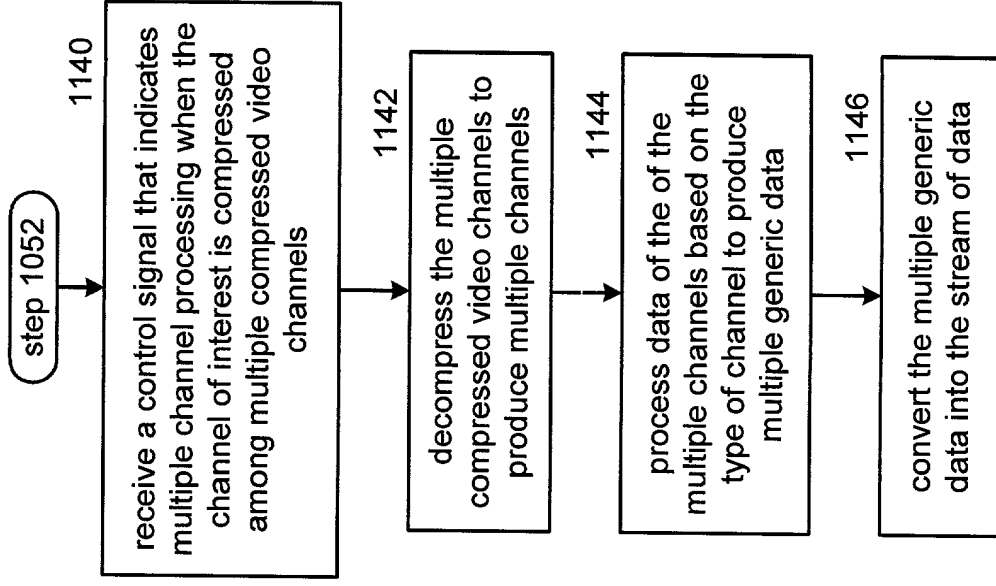 step 1052
1140
receive a control signal that indicates
multiple channel processing when the
channel of interest is compressed
among multiple compressed video
channels
1142
decompress the multiple
compressed video channels to
produce multiple channels
1144
process data of the of the
multiple channels based on the
type of channel to produce
multiple generic data
1146
convert the multiple generic
data into the stream of data